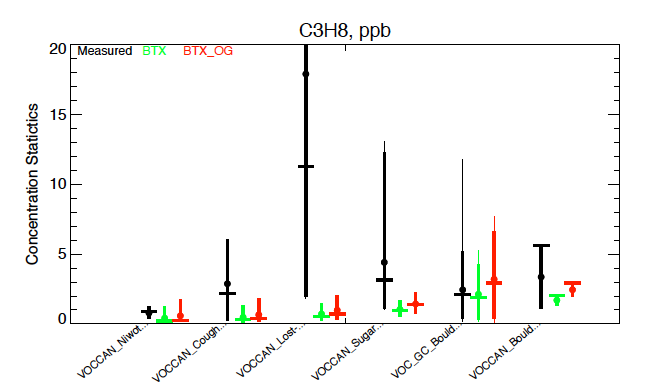 C3H8, ppb
Measured BTX BTX_OG
20
15
10
5
0
Concentration Statictics
VOCCAN_Niwot...
VOCCAN_Cough...
VOCCAN_Lost-...
VOCCAN_Sugar...
VOC_GC_Bould...
VOCCAN_Bould...